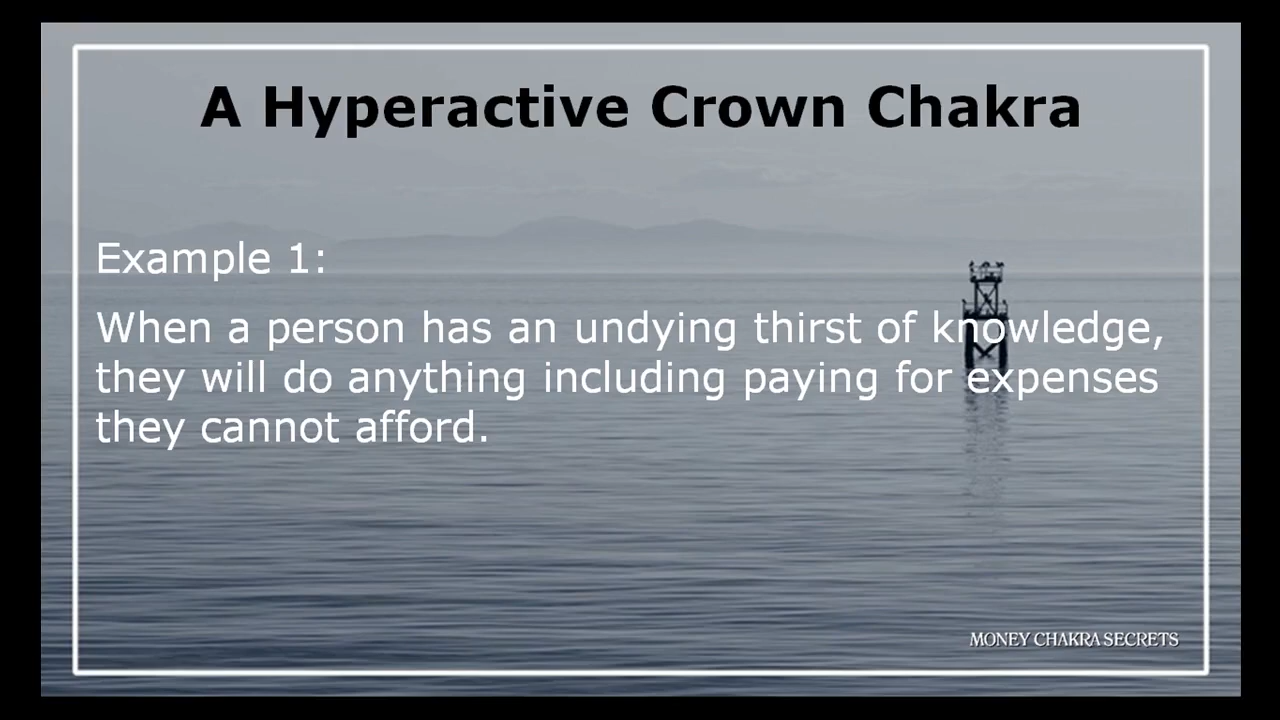 A Hyperactive Crown Chakra
Example 1:
When a person has an undying thirst of knowledge,
they will do anything including paying for expenses
they cannot afford.
MONEY CHAKRA SECRETS